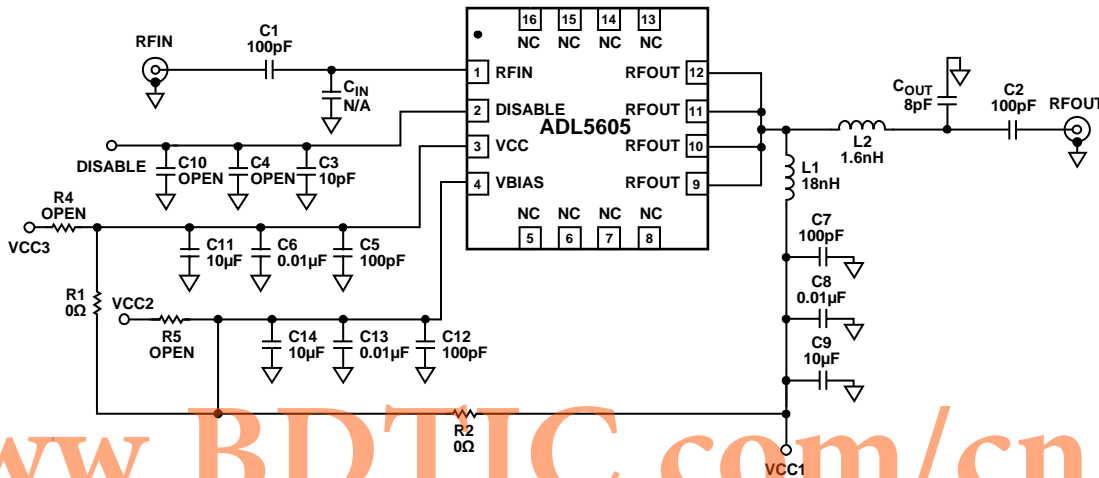 16 15 14 13
NC NC NC NC
RFIN
C1
100pF
1 RFIN
RFOUT 12
CIN
N/A
2 DISABLE
RFOUT 11
ADL5605
COUT
8pF
C2
100pF
RFOUT
DISABLE
C10
OPEN
C4
OPEN
C3
10pF
3 VCC
RFOUT 10
L2
1.6nH
L1
18nH
4 VBIAS
RFOUT 9
R4
OPEN
VCC3
NC NC NC NC
5 6 7 8
C11
10µF
C6
0.01µF
C5
100pF
C7
100pF
R1
0Ω
VCC2
R5
OPEN
C14
10µF
C13
0.01µF
C12
100pF
C8
0.01µF
C9
10µF
R2
0Ω
VCC1
www.BDTIC.com/cn